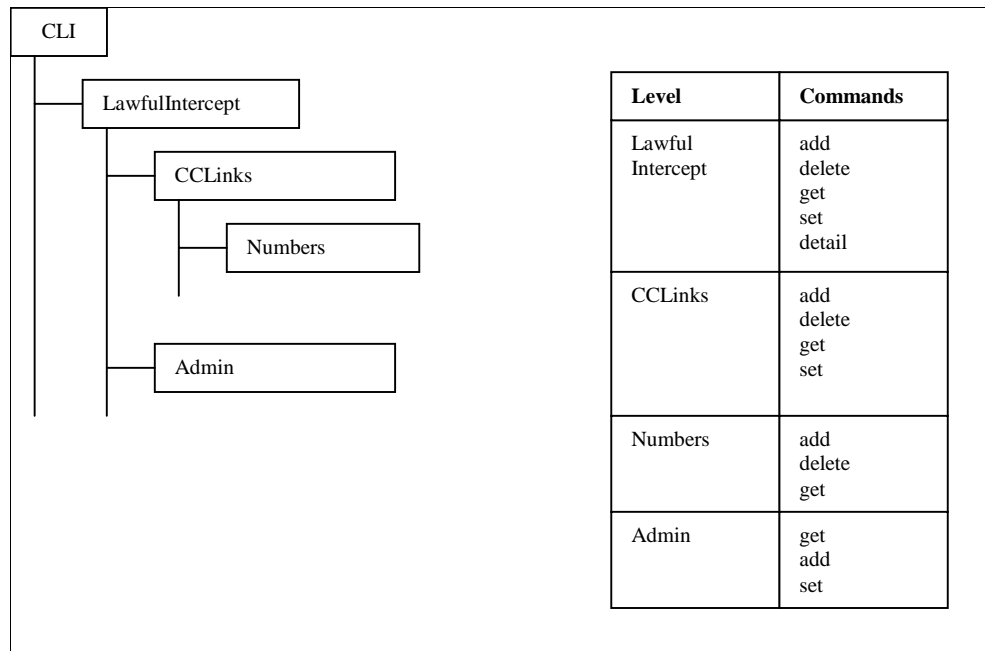 CLI
LawfulIntercept
CCLinks
Numbers
Admin
Level Commands
Lawful add
Intercept delete
get
set
detail
CCLinks add
delete
get
set
Numbers add
delete
get
Admin get
add
set